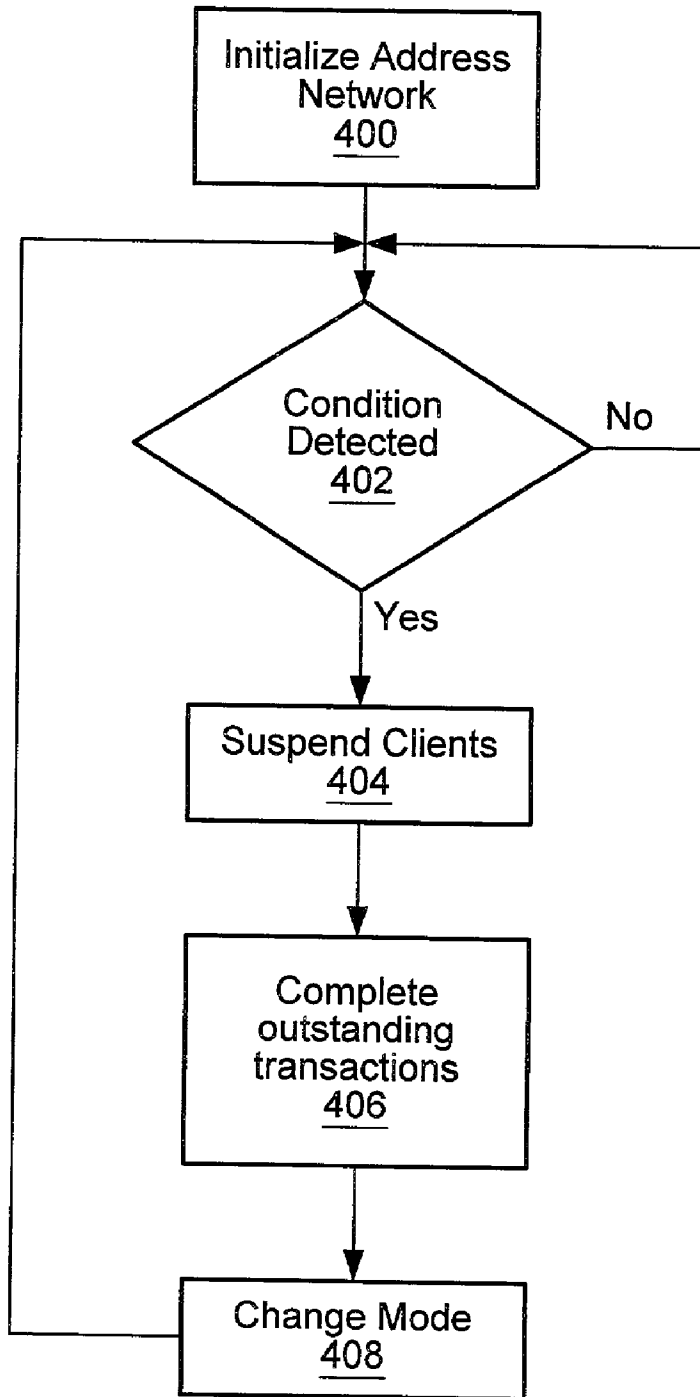 Initialize Address
Network
400
Condition
Detected
402
No
Yes
Suspend Clients
404
Complete
outstanding
transactions
406
Change Mode
408